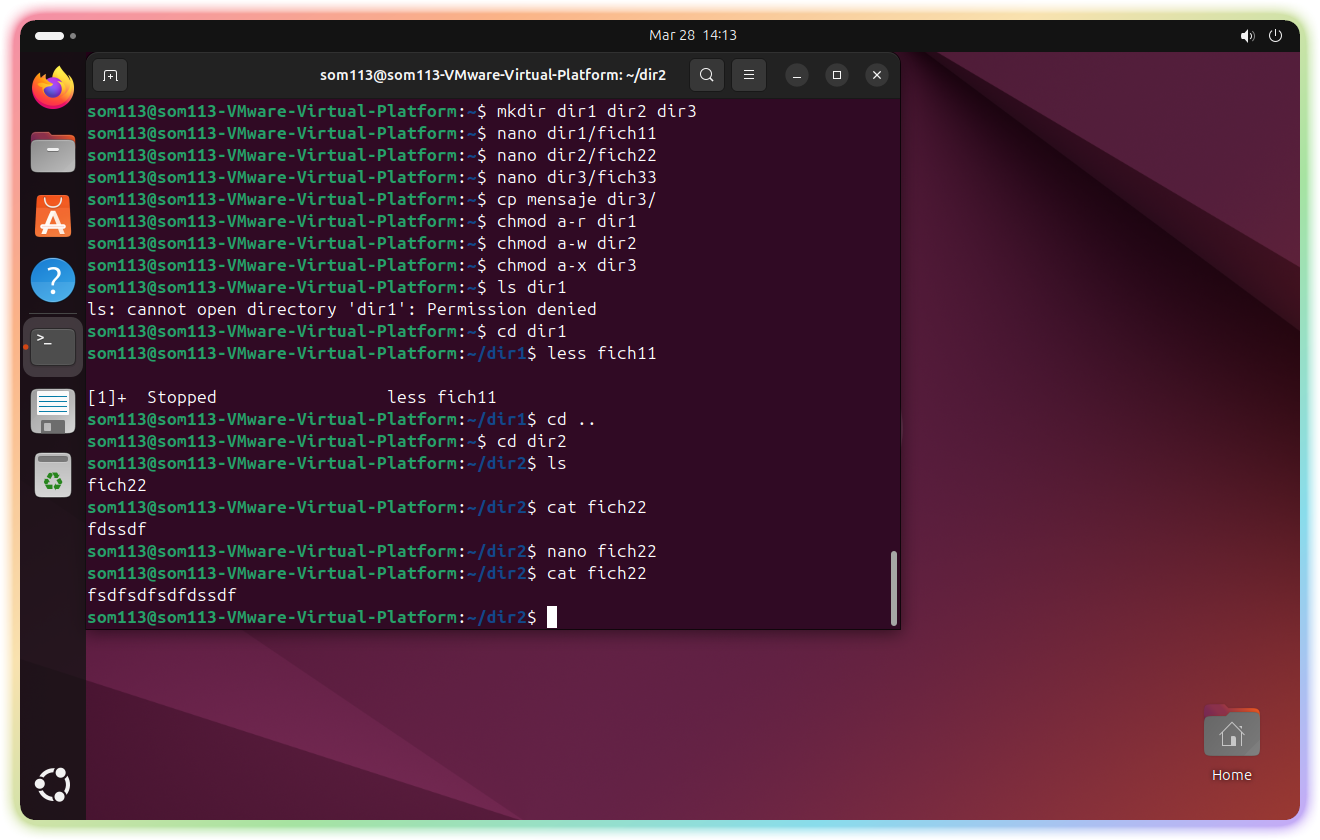 Mar 28 14:13
som113@som113-VMware-Virtual-Platform: ~/dir2
som113@som113-VMware-Virtual-Platform:~$ mkdir dir1 dir2 dir3
som113@som113-VMware-Virtual-Platform:~$ nano dir1/fich11
som113@som113-VMware-Virtual-Platform:~$ nano dir2/fich22
som113@som113-VMware-Virtual-Platform:~$ nano dir3/fich33
som113@som113-VMware-Virtual-Platform:~$ cp mensaje dir3/
som113@som113-VMware-Virtual-Platform:~$ chmod a-r dir1
som113@som113-VMware-Virtual-Platform:~$ chmod a-w dir2
som113@som113-VMware-Virtual-Platform:~$ chmod a-x dir3
som113@som113-VMware-Virtual-Platform:~$ ls dir1
ls: cannot open directory 'dir1': Permission denied
som113@som113-VMware-Virtual-Platform:~$ cd dir1
som113@som113-VMware-Virtual-Platform:~/dir1$ less fich11
[1]+  Stopped                 less fich11
som113@som113-VMware-Virtual-Platform:~/dir1$ cd ..
som113@som113-VMware-Virtual-Platform:~$ cd dir2
som113@som113-VMware-Virtual-Platform:~/dir2$ ls
fich22
som113@som113-VMware-Virtual-Platform:~/dir2$ cat fich22
fdssdf
som113@som113-VMware-Virtual-Platform:~/dir2$ nano fich22
som113@som113-VMware-Virtual-Platform:~/dir2$ cat fich22
fsdfsdfsdfdssdf
som113@som113-VMware-Virtual-Platform:~/dir2$
Home